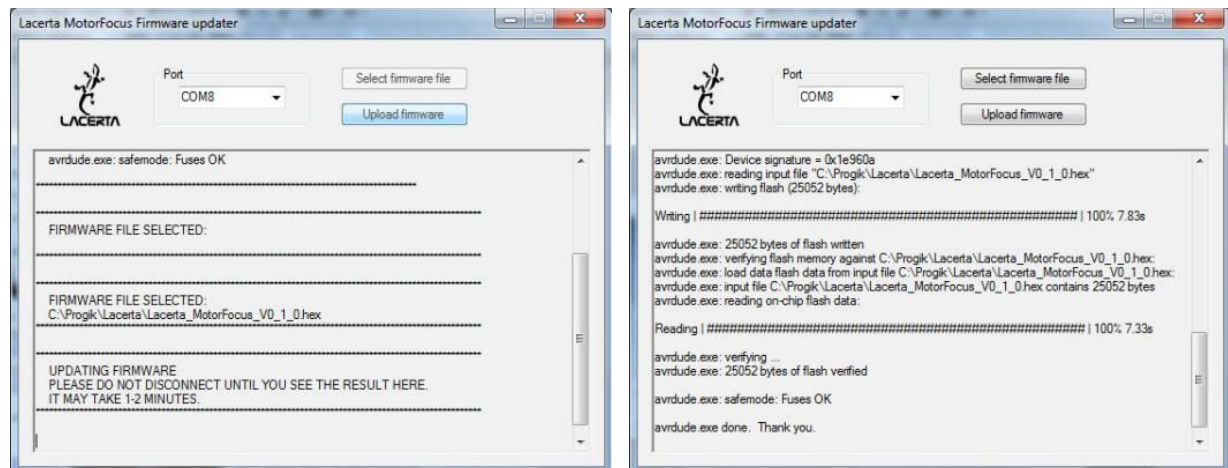 Lacerta MotorFocus Firmware updater
LACERTA
Port
COM8
Select firmware file
Upload firmware
avrdude.exe: safemode: Fuses OK
FIRMWARE FILE SELECTED:
FIRMWARE FILE SELECTED:
C:\Progik\Lacerta\Lacerta_MotorFocus_V0_1_0.hex
UPDATING FIRMWARE
PLEASE DO NOT DISCONNECT UNTIL YOU SEE THE RESULT HERE.
IT MAY TAKE 1-2 MINUTES.
Lacerta MotorFocus Firmware updater
LACERTA
Port
COM8
Select firmware file
Upload firmware
avrdude.exe: Device signature = 0x1e960a
avrdude.exe: reading input file "C:\Progik\Lacerta\Lacerta_MotorFocus_V0_1_0.hex"
avrdude.exe: writing flash (25052 bytes):
Writing | ################################################## | 100% 7.83s
avrdude.exe: 25052 bytes of flash written
avrdude.exe: verifying flash memory against C:\Progik\Lacerta\Lacerta_MotorFocus_V0_1_0.hex:
avrdude.exe: load data flash data from input file C:\Progik\Lacerta\Lacerta_MotorFocus_V0_1_0.hex:
avrdude.exe: input file C:\Progik\Lacerta\Lacerta_MotorFocus_V0_1_0.hex contains 25052 bytes
avrdude.exe: reading on-chip flash data:
Reading | ################################################## | 100% 7.33s
avrdude.exe: verifying ...
avrdude.exe: 25052 bytes of flash verified
avrdude.exe: safemode: Fuses OK
avrdude.exe done. Thank you.